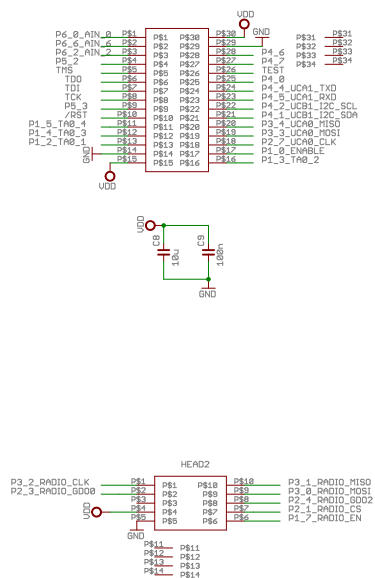 VDD
P6_0_AIN_0 P$1 P$1 P$30 P$30 GND P$31 P$31
P6_6_AIN_6 P$2 P$2 P$29 P$29 P$32 P$32
P6_2_AIN_2 P$3 P$3 P$28 P$28 P4_6 P$33 P$33
P5_2 P$4 P$4 P$27 P$27 P4_7 P$34 P$34
TMS P$5 P$5 P$26 P$26 TEST
TDO P$6 P$6 P$25 P$25 P4_0
TDI P$7 P$7 P$24 P$24 P4_4_UCA1_TXD
TCK P$8 P$8 P$23 P$23 P4_5_UCA1_RXD
P5_3 P$9 P$9 P$22 P$22 P4_2_UCB1_I2C_SCL
/RST P$10 P$10 P$21 P$21 P4_1_UCB1_I2C_SDA
P1_5_TA0_4 P$11 P$11 P$20 P$20 P3_4_UCA0_MISO
P1_4_TA0_3 P$12 P$12 P$19 P$19 P3_3_UCA0_MOSI
P1_2_TA0_1 P$13 P$13 P$18 P$18 P2_7_UCA0_CLK
GND P$14 P$14 P$17 P$17 P1_0_ENABLE
P$15 P$15 P$16 P$16 P1_3_TA0_2
VDD
VDD
C8 10u C9 100n
GND
HEAD2
P3_2_RADIO_CLK P$1 P$1 P$10 P$10 P3_1_RADIO_MISO
P2_3_RADIO_GDO0 P$2 P$2 P$9 P$9 P3_0_RADIO_MOSI
P$3 P$3 P$8 P$8 P2_4_RADIO_GDO2
VDD P$4 P$4 P$7 P$7 P2_1_RADIO_CS
P$5 P$5 P$6 P$6 P1_7_RADIO_EN
GND
P$11 P$11
P$12 P$12
P$13 P$13
P$14 P$14